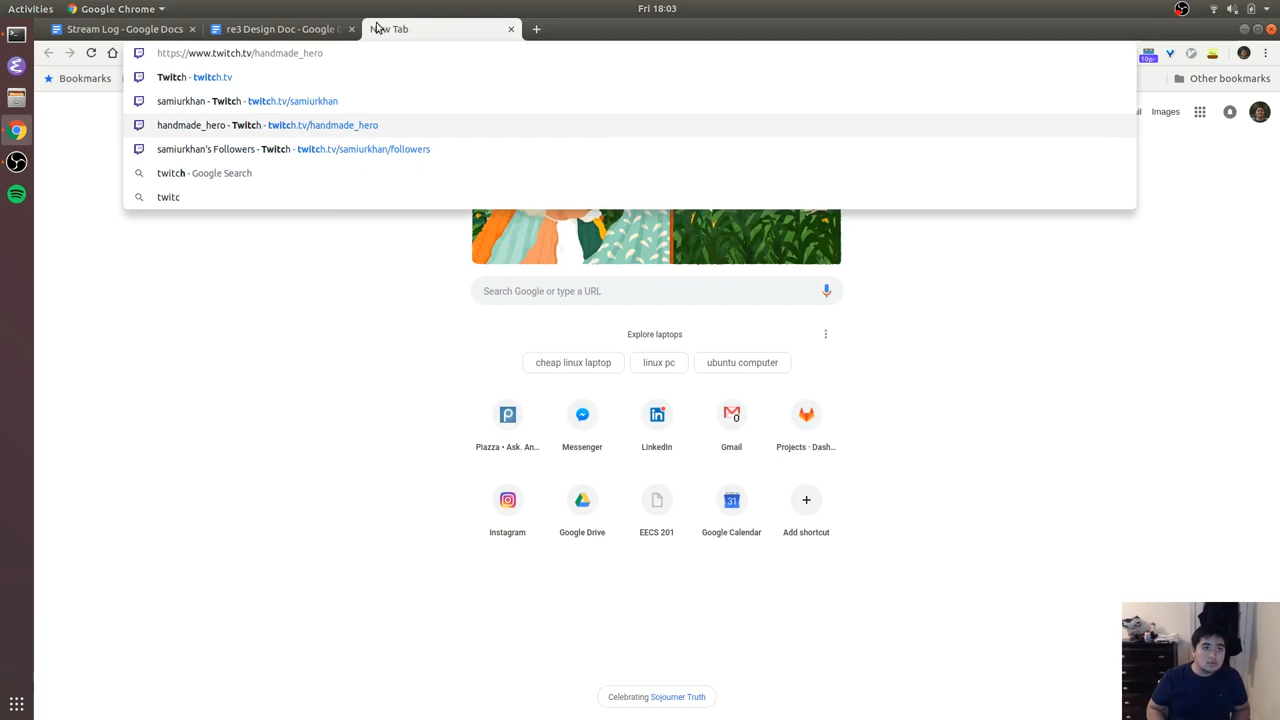 Activities
Google Chrome
Fri 18:03
Stream Log - Google Docs
re3 Design Doc - Google D
New Tab
https://www.twitch.tv/handmade_hero
Bookmarks
Other bookmarks
Twitch - twitch.tv
samiurkhan - Twitch - twitch.tv/samiurkhan
Images
handmade_hero - Twitch - twitch.tv/handmade_hero
samiurkhan's Followers - Twitch - twitch.tv/samiurkhan/followers
twitch - Google Search
twitc
Search Google or type a URL
Explore laptops
cheap linux laptop
linux pc
ubuntu computer
Piazza • Ask. An...
Messenger
LinkedIn
Gmail
Projects · Dash...
Instagram
Google Drive
EECS 201
Google Calendar
Add shortcut
Celebrating Sojourner Truth